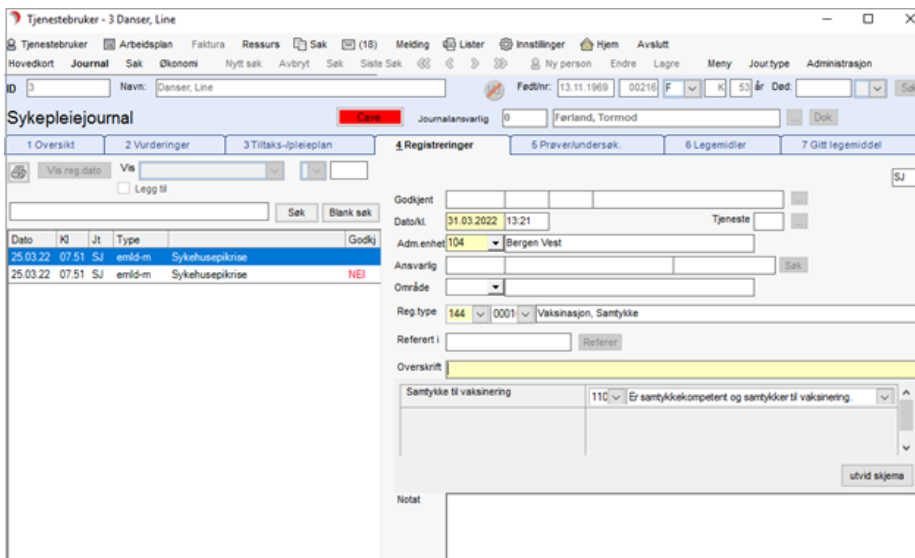 Tjenestebruker - 3 Danser, Line
Tjenestebruker Arbeidsplan Faktura Ressurs Sak (18) Melding Lister Innstillinger Hjem Avslutt
Hovedkort Journal Sak Økonomi Nytt søk Avbryt Søk Siste Søk Ny person Endre Lagre Meny Jour.type Administrasjon
ID 3 Navn: Danser, Line Født/nr: 13.11.1969 00216 F K 53 år Død: Søk
Sykepleiejournal Cave Journalansvarlig 0 Førland, Tormod ... Dok
1 Oversikt 2 Vurderinger 3 Tiltaks-/pleieplan 4 Registreringer 5 Prøver/undersøk. 6 Legemidler 7 Gitt legemiddel
Vis reg.dato Vis
Legg til
Søk Blank søk
Dato Kl Jt Type Godkj
25.03.22 07.51 SJ emld-m Sykehusepikrise
25.03.22 07.51 SJ emld-m Sykehusepikrise NEI
SJ
Godkjent ...
Dato/kl. 31.03.2022 13:21 Tjeneste ...
Adm.enhet 104 Bergen Vest
Ansvarlig Søk
Område
Reg.type 144 0001 Vaksinasjon, Samtykke
Referert i Referer
Overskrift
Samtykke til vaksinering 110 Er samtykkekompetent og samtykker til vaksinering.
utvid skjema
Notat